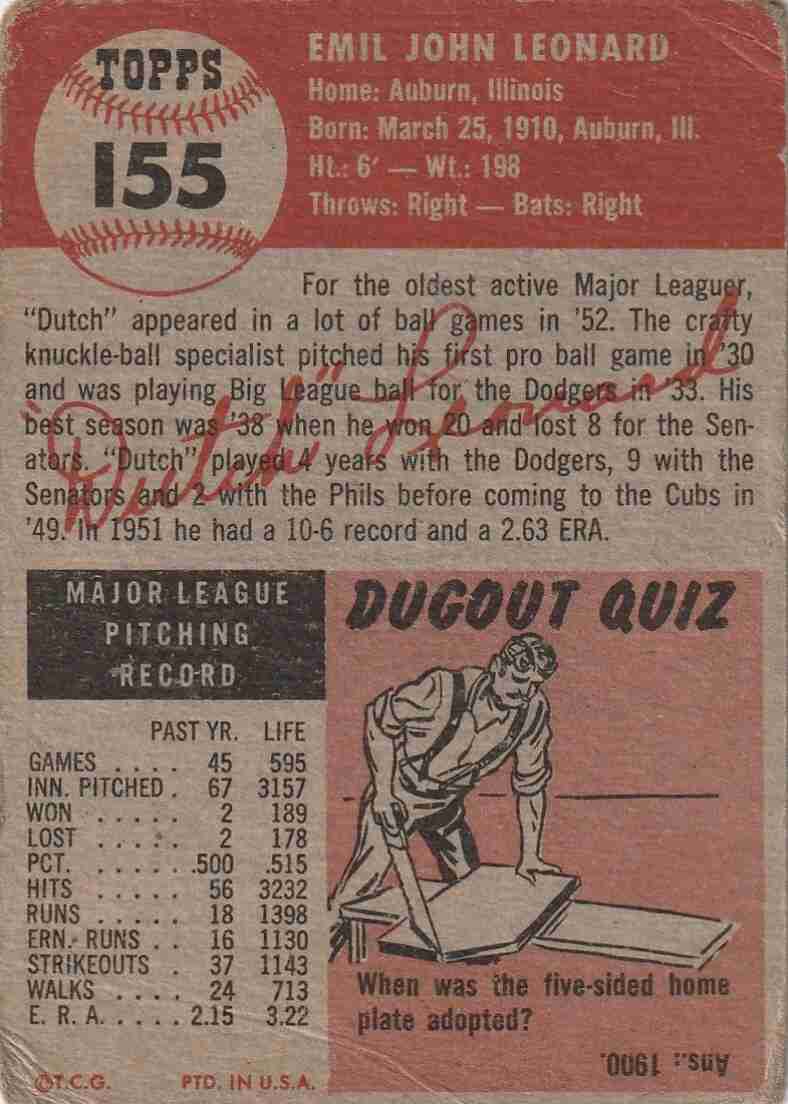 TOPPS
155
EMIL JOHN LEONARD
Home: Auburn, Illinois
Born: March 25, 1910, Auburn, Ill.
Ht.: 6' — Wt.: 198
Throws: Right — Bats: Right
For the oldest active Major Leaguer,
"Dutch" appeared in a lot of ball games in '52. The crafty
knuckle-ball specialist pitched his first pro ball game in '30
and was playing Big League ball for the Dodgers in '33. His
best season was '38 when he won 20 and lost 8 for the Sen-
ators. "Dutch" played 4 years with the Dodgers, 9 with the
Senators and 2 with the Phils before coming to the Cubs in
'49. In 1951 he had a 10-6 record and a 2.63 ERA.
"Dutch" Leonard
MAJOR LEAGUE
PITCHING
RECORD
PAST YR. LIFE
GAMES . . . . 45 595
INN. PITCHED . 67 3157
WON . . . . . 2 189
LOST . . . . . 2 178
PCT. . . . . . .500 .515
HITS . . . . . 56 3232
RUNS . . . . . 18 1398
ERN. RUNS . . 16 1130
STRIKEOUTS . 37 1143
WALKS . . . . 24 713
E. R. A. . . . . 2.15 3.22
©T.C.G. PTD. IN U.S.A.
DUGOUT QUIZ
When was the five-sided home
plate adopted?
Ans.: 1900.